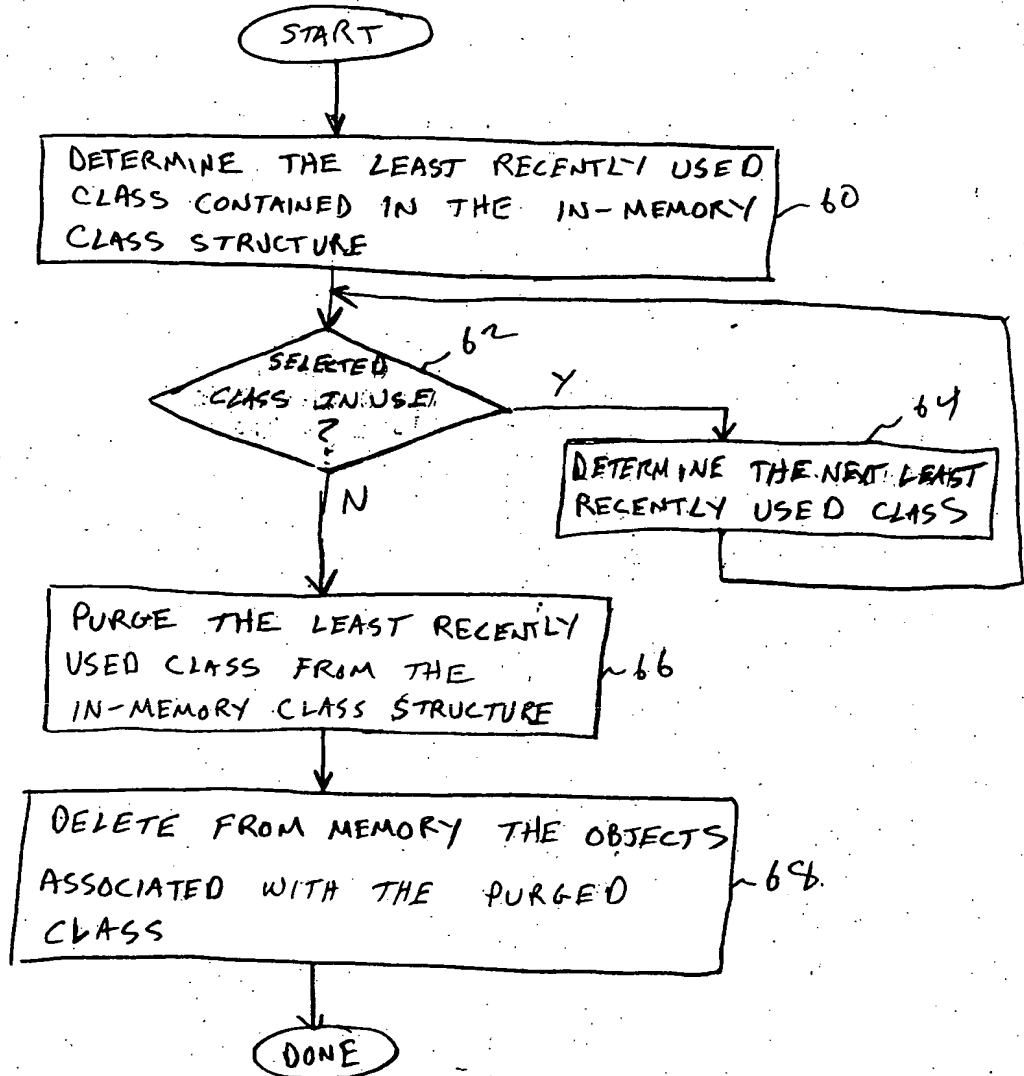 START
DETERMINE THE LEAST RECENTLY USED
CLASS CONTAINED IN THE IN-MEMORY
CLASS STRUCTURE
60
SELECTED
CLASS IN USE
?
62
Y
64
DETERMINE THE NEXT LEAST
RECENTLY USED CLASS
N
PURGE THE LEAST RECENTLY
USED CLASS FROM THE
IN-MEMORY CLASS STRUCTURE
66
DELETE FROM MEMORY THE OBJECTS
ASSOCIATED WITH THE PURGED
CLASS
68
DONE